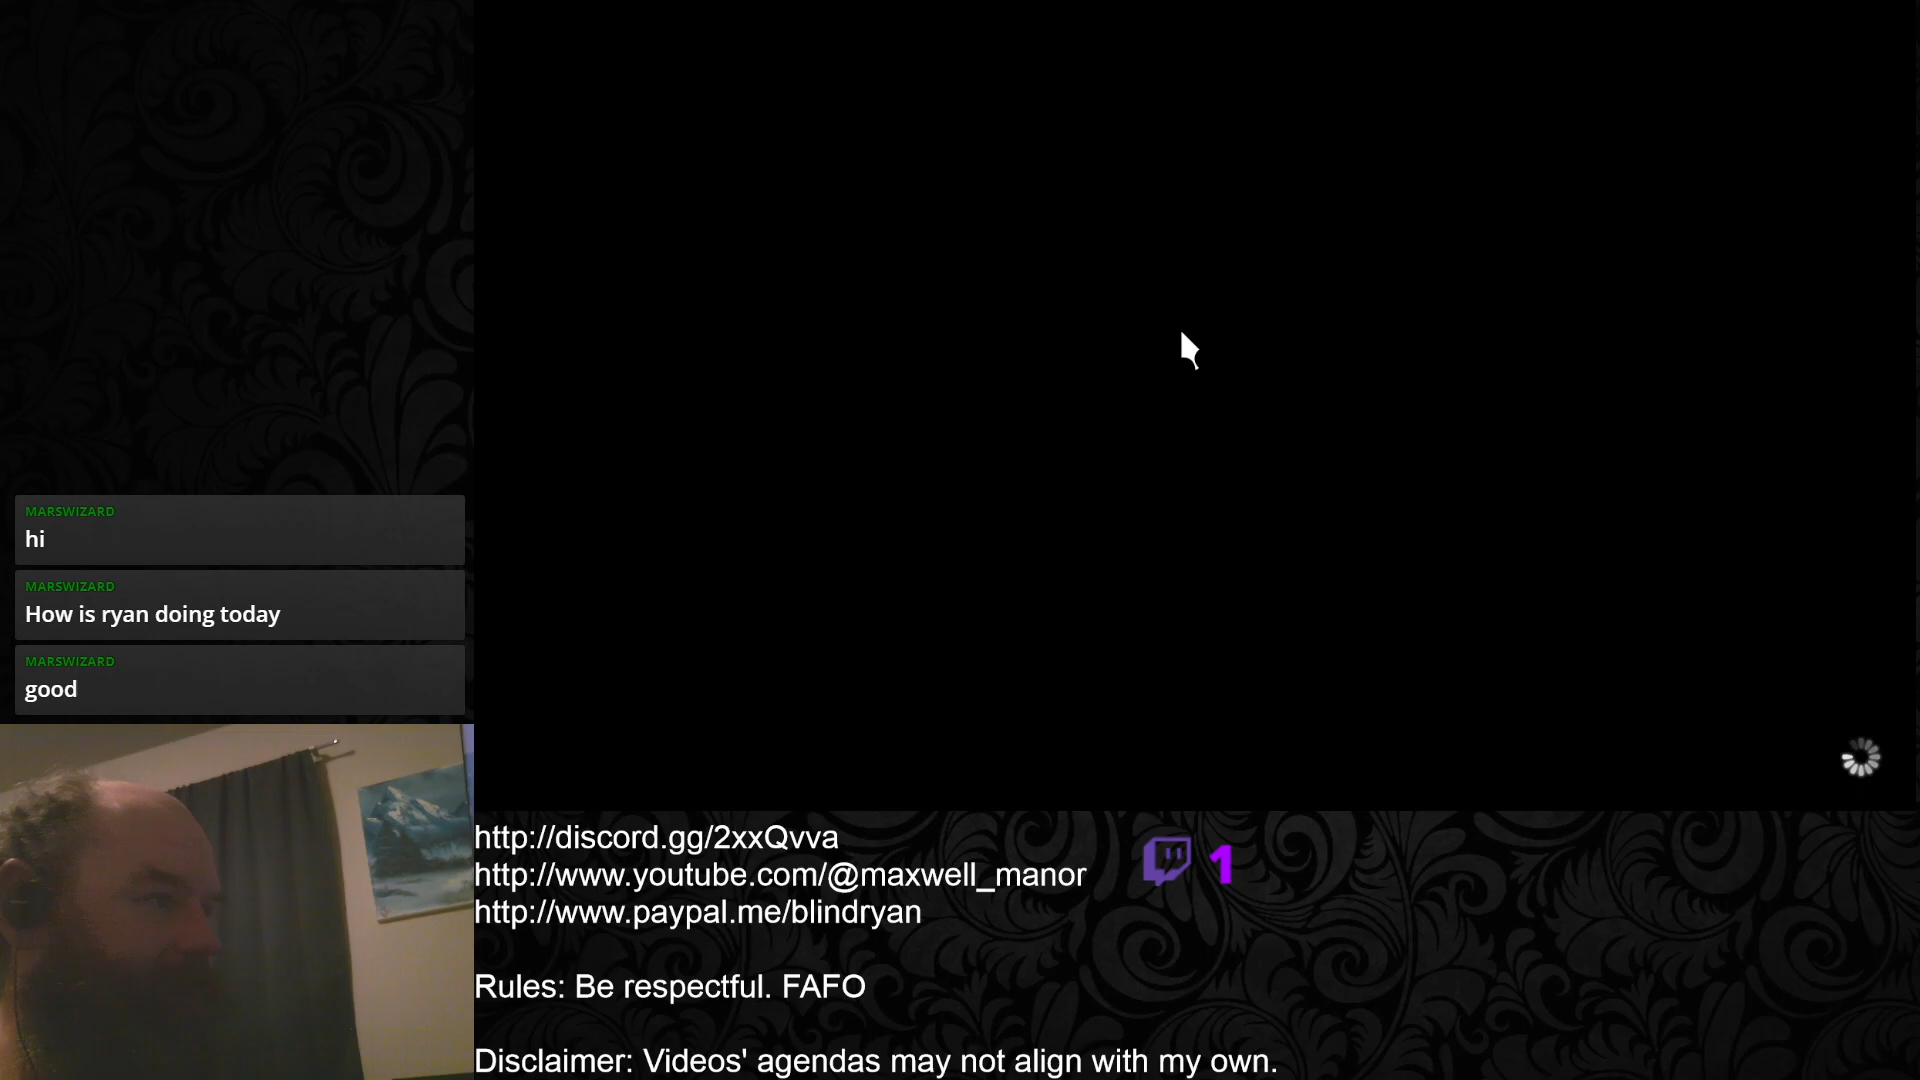 MARSWIZARD
hi
MARSWIZARD
How is ryan doing today
MARSWIZARD
good
http://discord.gg/2xxQvva
http://www.youtube.com/@maxwell_manor
http://www.paypal.me/blindryan
1
Rules: Be respectful. FAFO
Disclaimer: Videos' agendas may not align with my own.